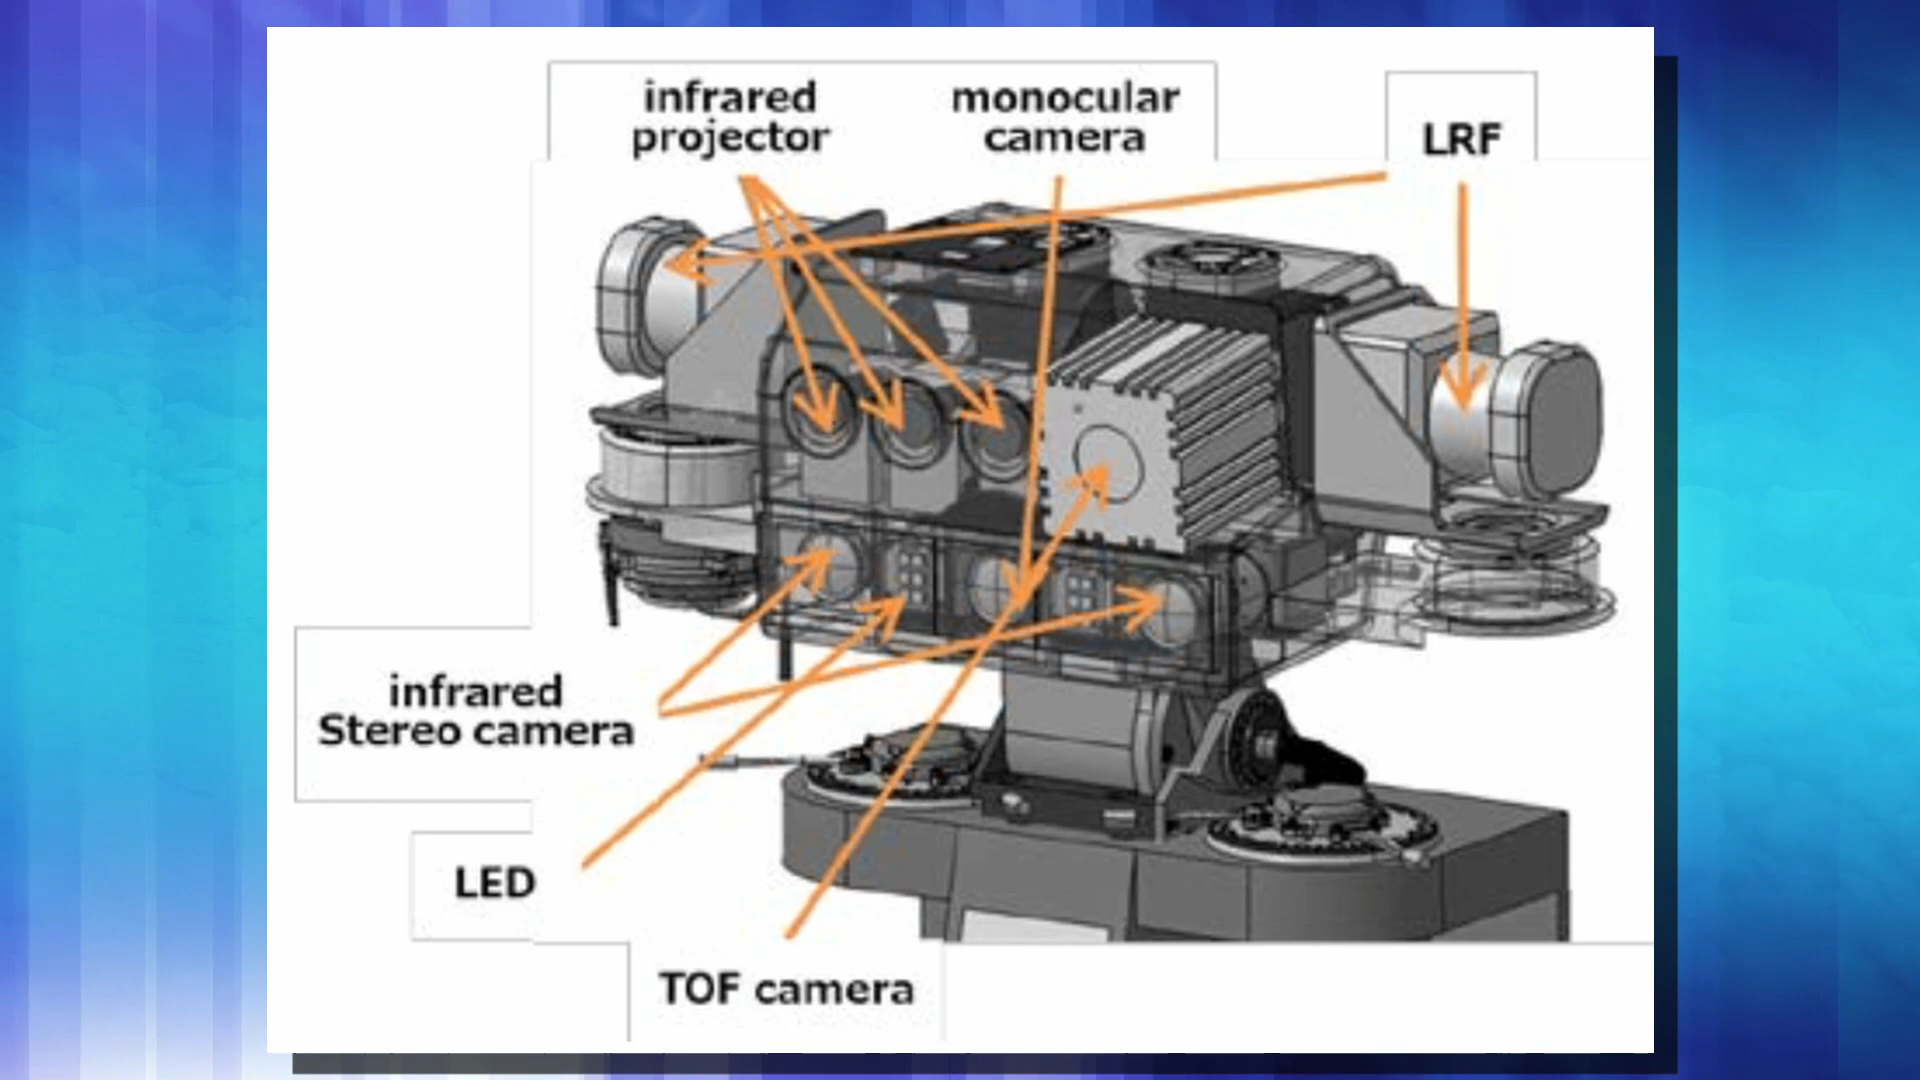 infrared
projector
monocular
camera
LRF
infrared
Stereo camera
LED
TOF camera